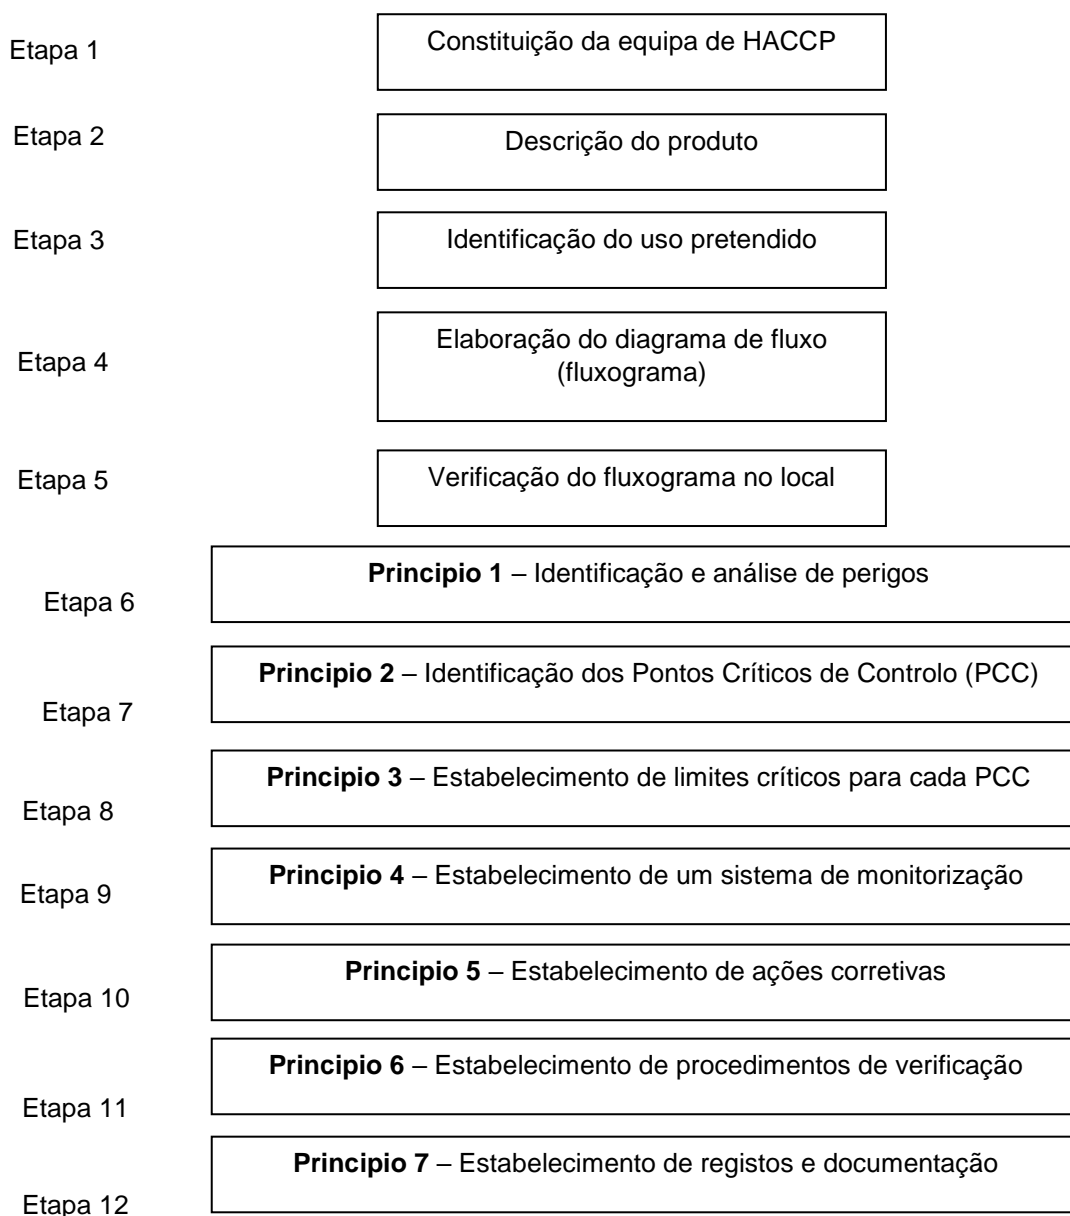 Etapa 1
Constituição da equipa de HACCP
Etapa 2
Descrição do produto
Etapa 3
Identificação do uso pretendido
Etapa 4
Elaboração do diagrama de fluxo
(fluxograma)
Etapa 5
Verificação do fluxograma no local
Etapa 6
Principio 1 – Identificação e análise de perigos
Etapa 7
Principio 2 – Identificação dos Pontos Críticos de Controlo (PCC)
Etapa 8
Principio 3 – Estabelecimento de limites críticos para cada PCC
Etapa 9
Principio 4 – Estabelecimento de um sistema de monitorização
Etapa 10
Principio 5 – Estabelecimento de ações corretivas
Etapa 11
Principio 6 – Estabelecimento de procedimentos de verificação
Etapa 12
Principio 7 – Estabelecimento de registos e documentação